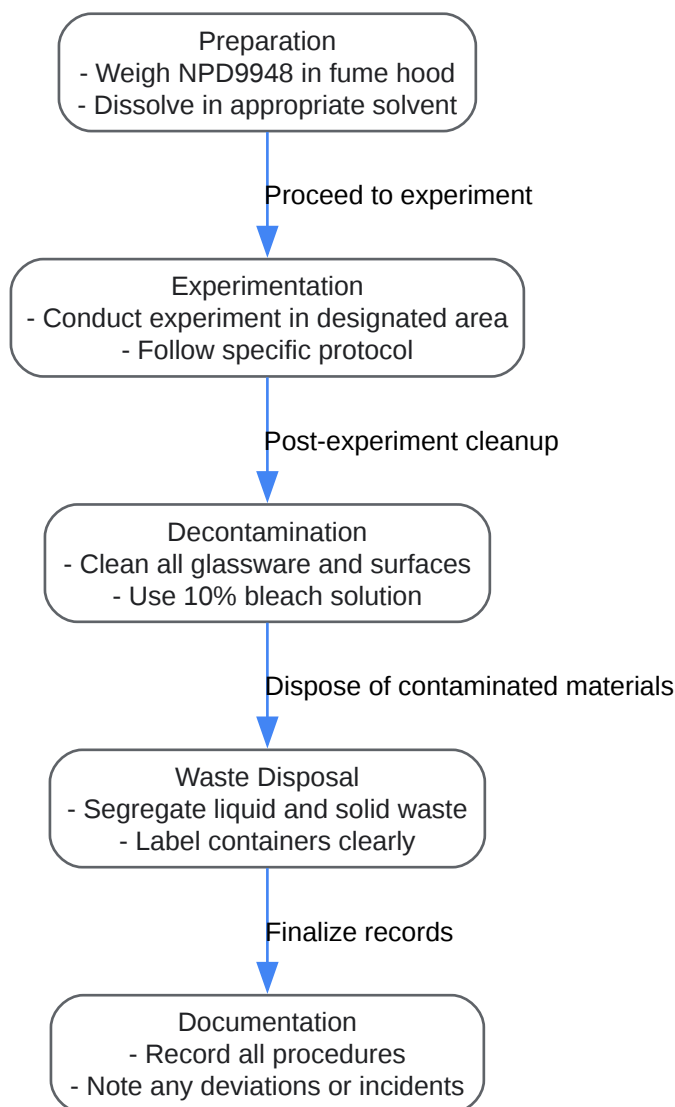 Preparation
- Weigh NPD9948 in fume hood
- Dissolve in appropriate solvent
Proceed to experiment
Experimentation
- Conduct experiment in designated area
- Follow specific protocol
Post-experiment cleanup
Decontamination
- Clean all glassware and surfaces
- Use 10% bleach solution
Dispose of contaminated materials
Waste Disposal
- Segregate liquid and solid waste
- Label containers clearly
Finalize records
Documentation
- Record all procedures
- Note any deviations or incidents